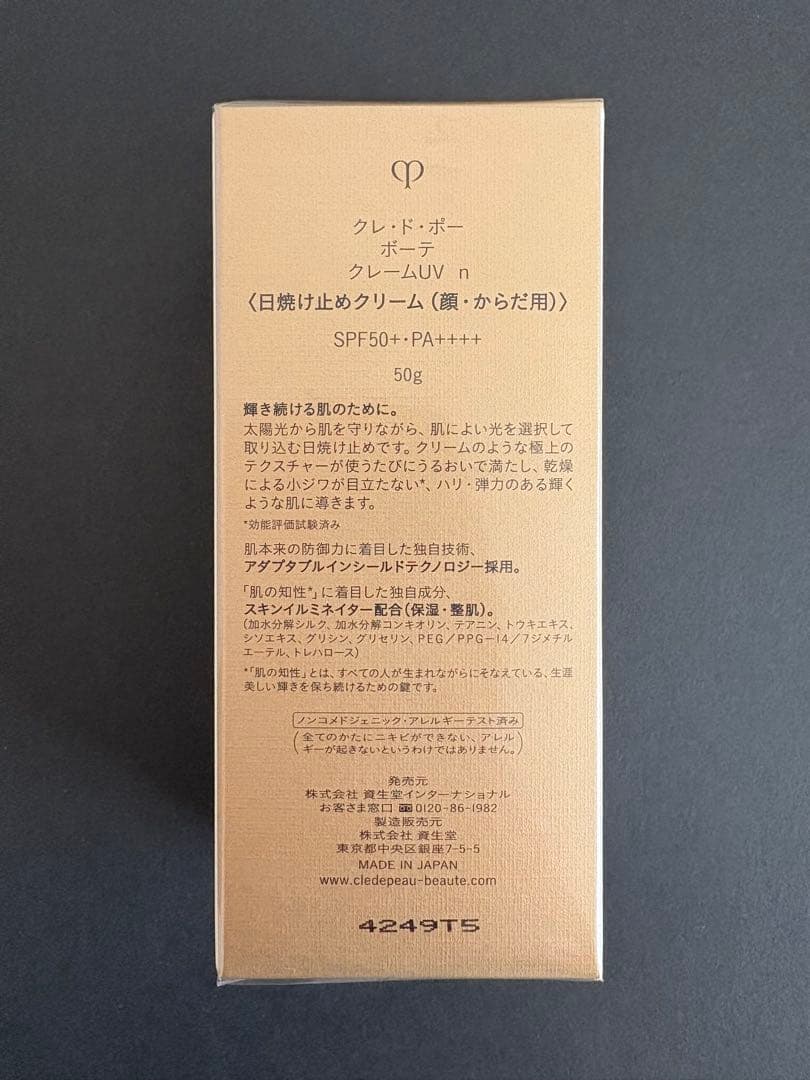 クレ・ド・ポー
ボーテ
クレームUV n
〈日焼け止めクリーム（顔・からだ用）〉
SPF50+・PA++++
50g
輝き続ける肌のために。
太陽光から肌を守りながら、肌によい光を選択して
取り込む日焼け止めです。クリームのような極上の
テクスチャーが使うたびにうるおいで満たし、乾燥
による小ジワが目立たない*、ハリ・弾力のある輝く
ような肌に導きます。
*効能評価試験済み
肌本来の防御力に着目した独自技術、
アダプタブルインシールドテクノロジー採用。
「肌の知性*」に着目した独自成分、
スキンイルミネイター配合（保湿・整肌）。
（加水分解シルク、加水分解コンキオリン、テアニン、トウキエキス、
シソエキス、グリシン、グリセリン、PEG／PPG－14／7ジメチル
エーテル、トレハロース）
*「肌の知性」とは、すべての人が生まれながらにそなえている、生涯
美しい輝きを保ち続けるための鍵です。
ノンコメドジェニック・アレルギーテスト済み
（全てのかたにニキビができない、アレル
ギーが起きないというわけではありません。）
発売元
株式会社 資生堂インターナショナル
お客さま窓口 0120-86-1982
製造販売元
株式会社 資生堂
東京都中央区銀座7-5-5
MADE IN JAPAN
www.cledepeau-beaute.com
4249T5